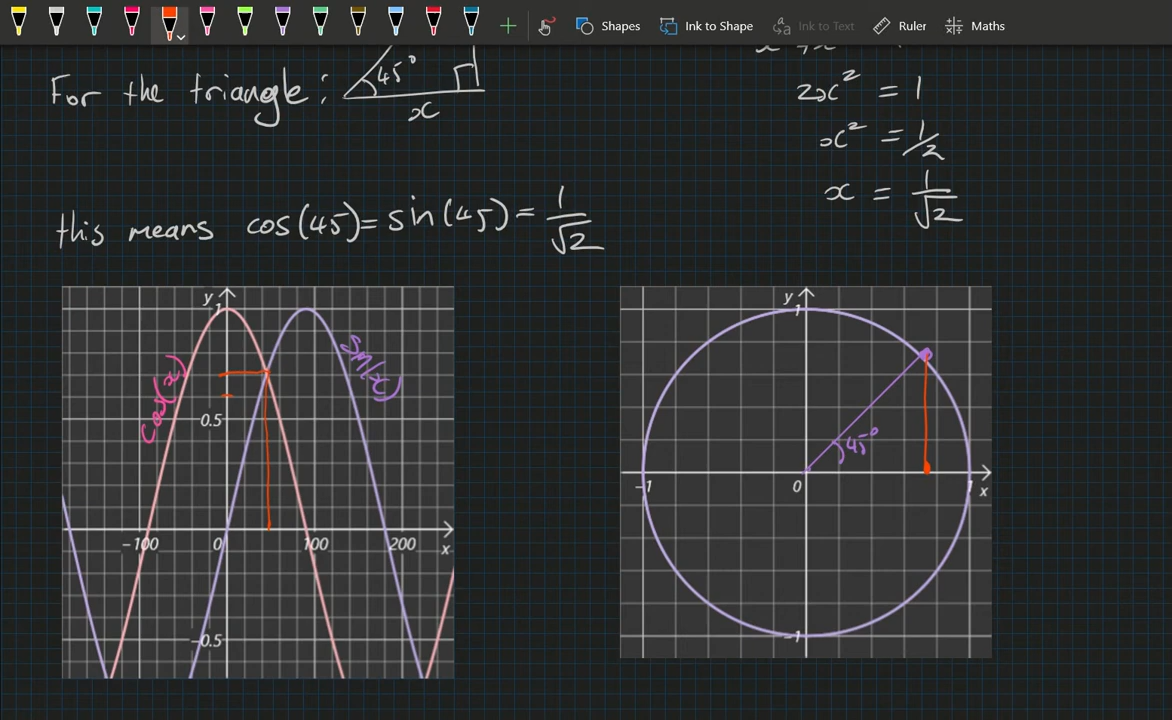 Shapes
Ink to Shape
Ink to Text
Ruler
Maths
For the triangle: 45°
x
2x² = 1
x² = 1/2
x = 1/√2
this means cos(45) = sin(45) = 1/√2
y
1
cos(x)
sin(x)
0.5
-100
0
100
200
x
-0.5
y
1
45°
-1
0
1
x
-1